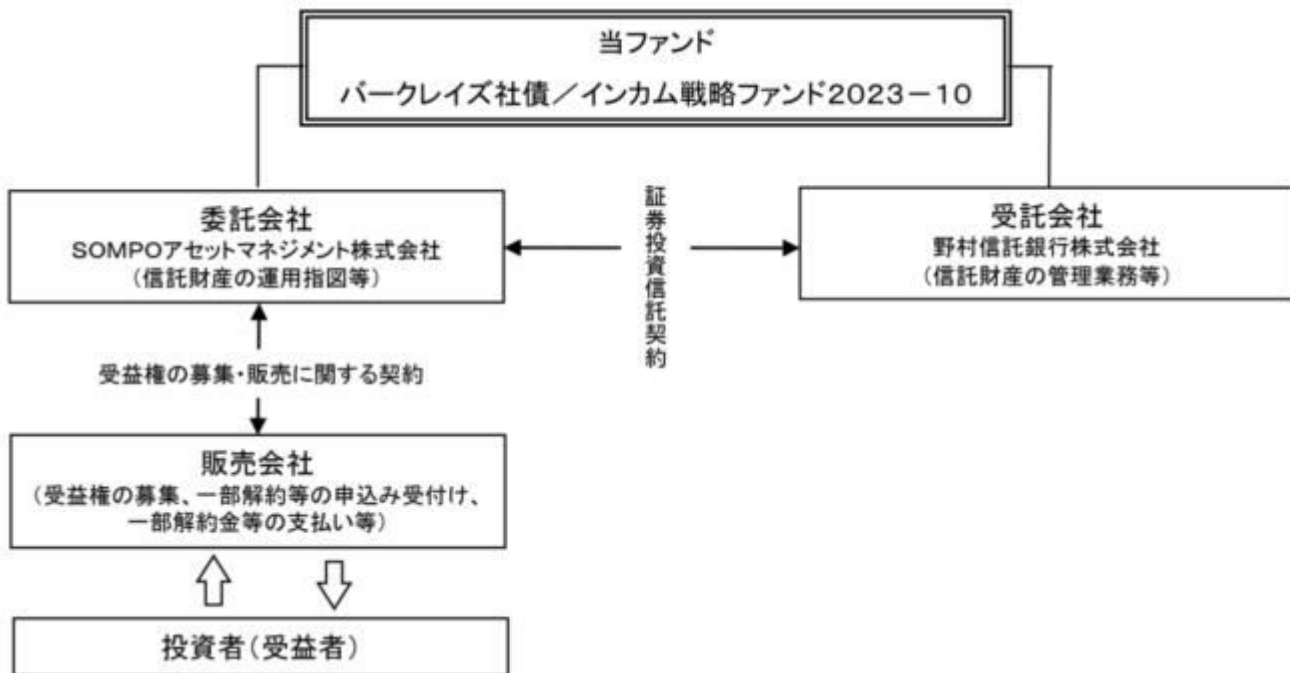 当ファンド
バークレイズ社債／インカム戦略ファンド2023－10
委託会社
SOMPOアセットマネジメント株式会社
（信託財産の運用指図等）
証券投資信託契約
受託会社
野村信託銀行株式会社
（信託財産の管理業務等）
受益権の募集・販売に関する契約
販売会社
（受益権の募集、一部解約等の申込み受付け、
一部解約金等の支払い等）
投資者（受益者）